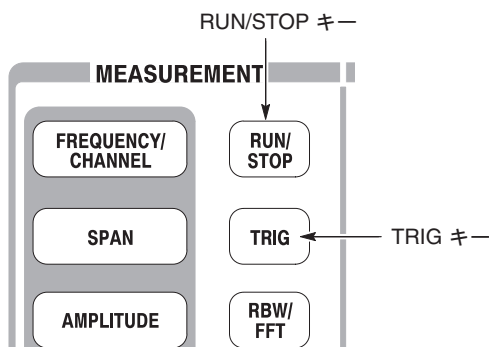 RUN/STOP キー
MEASUREMENT
FREQUENCY/
CHANNEL
RUN/
STOP
SPAN
TRIG
TRIG キー
AMPLITUDE
RBW/
FFT